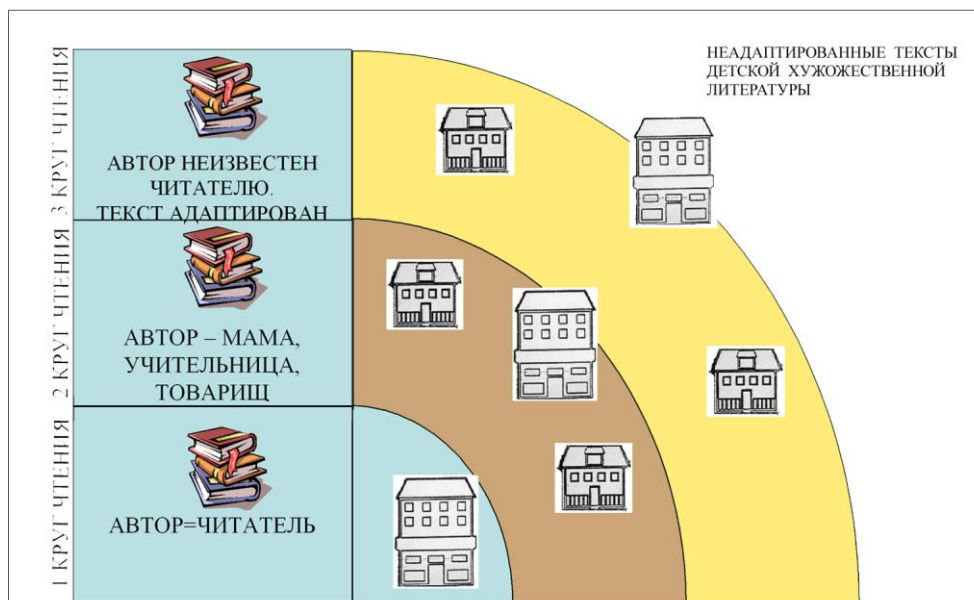 3 КРУГ ЧТЕНИЯ
АВТОР НЕИЗВЕСТЕН
ЧИТАТЕЛЮ.
ТЕКСТ АДАПТИРОВАН
НЕАДАПТИРОВАННЫЕ ТЕКСТЫ
ДЕТСКОЙ ХУЖОЖЕСТВЕННОЙ
ЛИТЕРАТУРЫ
2 КРУГ ЧТЕНИЯ
АВТОР – МАМА,
УЧИТЕЛЬНИЦА,
ТОВАРИЩ
1 КРУГ ЧТЕНИЯ
АВТОР=ЧИТАТЕЛЬ